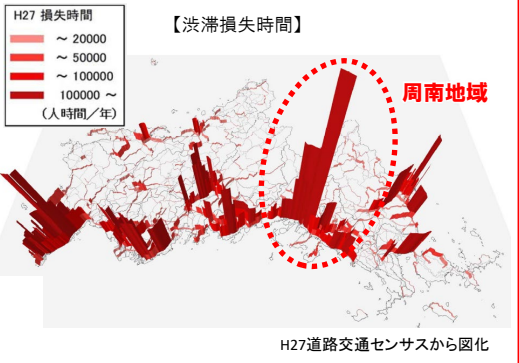 H27 損失時間
～ 20000
～ 50000
～ 100000
100000 ～
（人時間／年）
【渋滞損失時間】
周南地域
H27道路交通センサスから図化